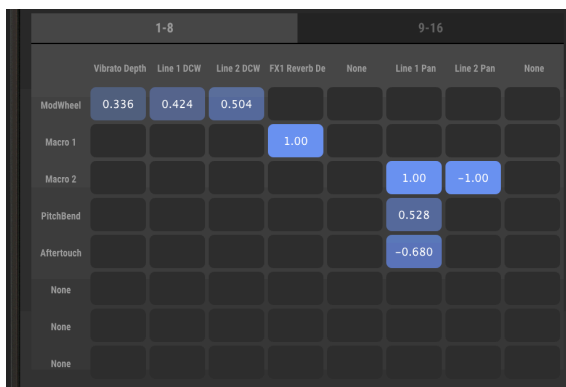 1-8 9-16
Vibrato Depth Line 1 DCW Line 2 DCW FX1 Reverb De None Line 1 Pan Line 2 Pan None
ModWheel 0.336 0.424 0.504
Macro 1 1.00
Macro 2 1.00 −1.00
PitchBend 0.528
Aftertouch −0.680
None
None
None